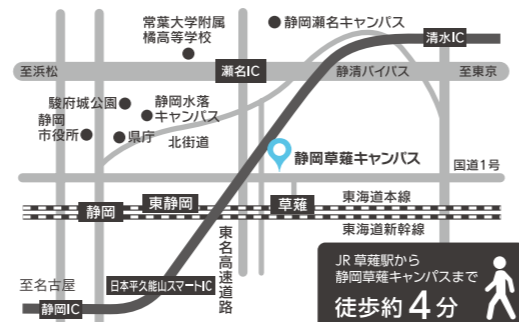 常葉大学附属
橘高等学校
静岡瀬名キャンパス
清水IC
至浜松
瀬名IC
静清バイパス
至東京
駿府城公園
静岡水落
キャンパス
静岡
市役所
県庁
北街道
静岡草薙キャンパス
国道1号
東海道本線
静岡
東静岡
草薙
東海道新幹線
東名高速道路
至名古屋
日本平久能山スマートIC
静岡IC
JR 草薙駅から
静岡草薙キャンパスまで
徒歩約4分